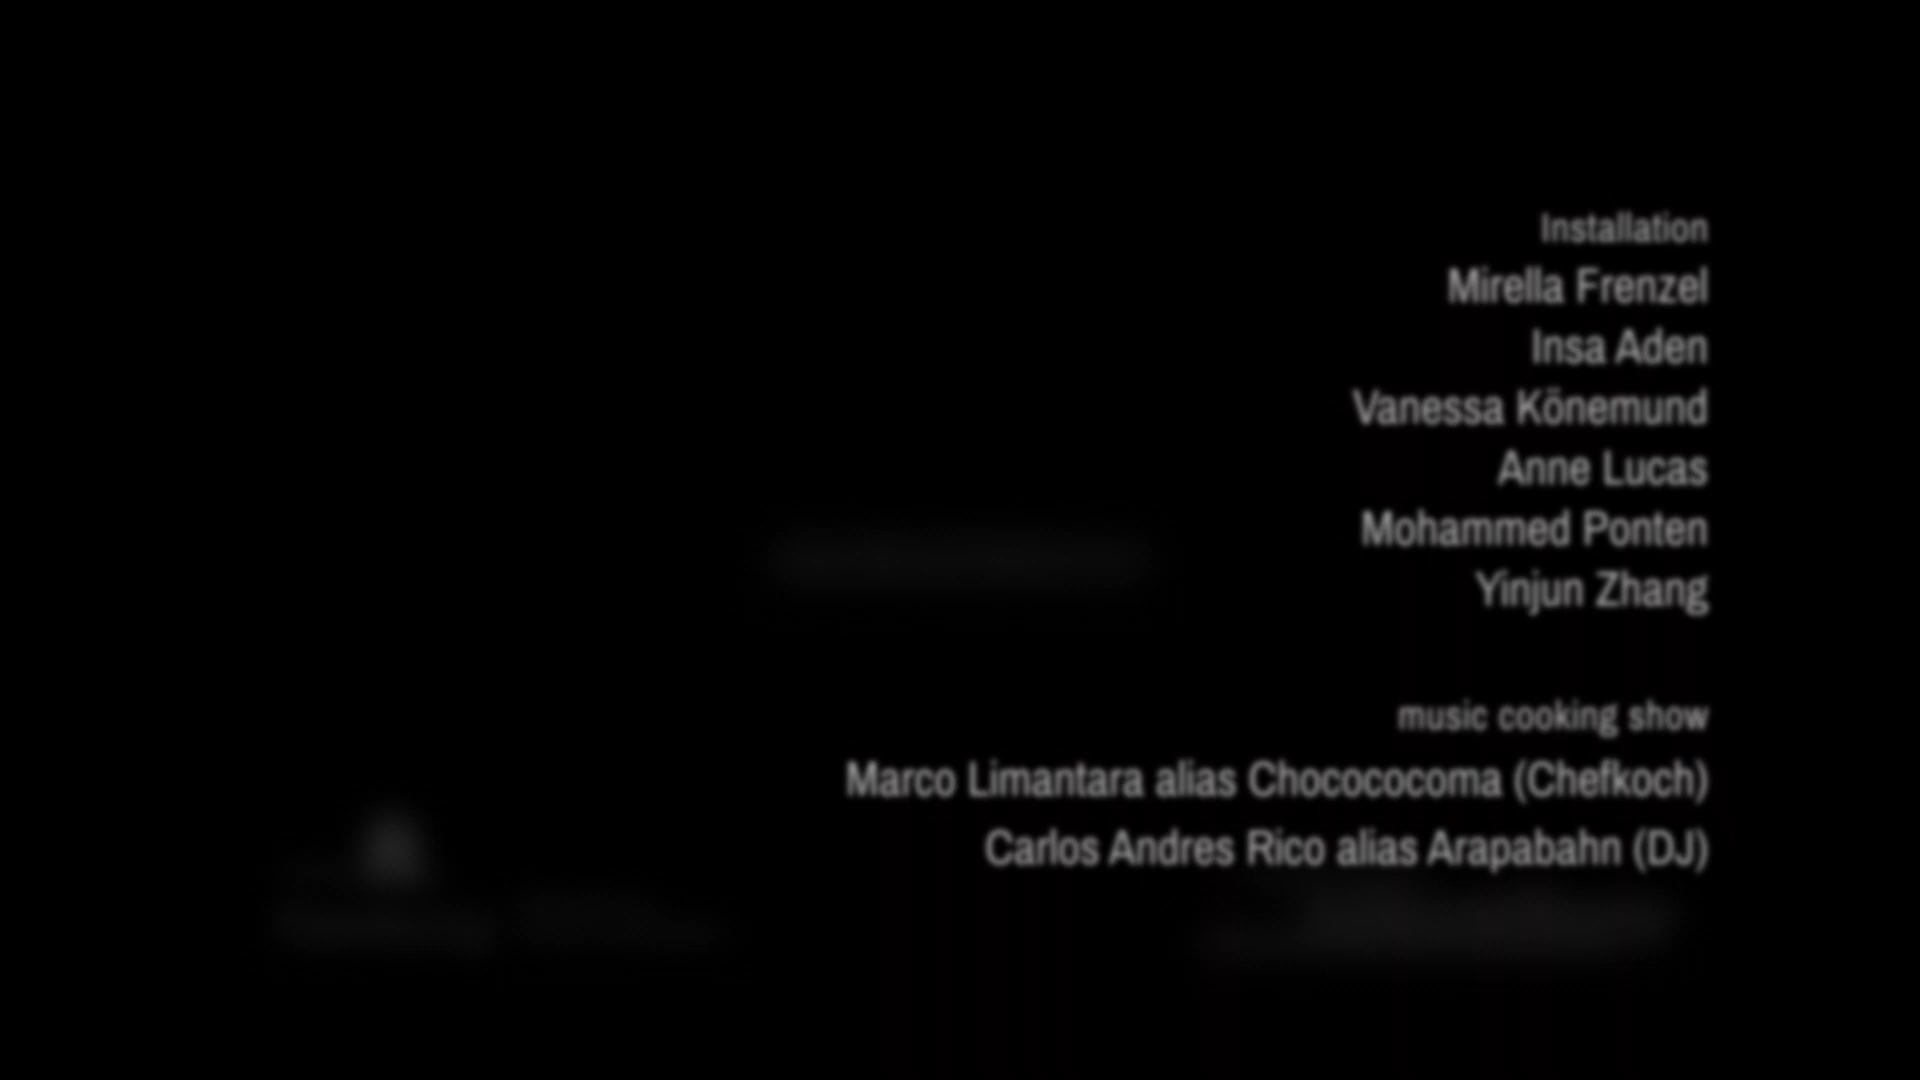 Installation
Mirella Frenzel
Insa Aden
Vanessa Könemund
Anne Lucas
Mohammed Ponten
Yinjun Zhang
music cooking show
Marco Limantara alias Chocococoma (Chefkoch)
Carlos Andres Rico alias Arapabahn (DJ)